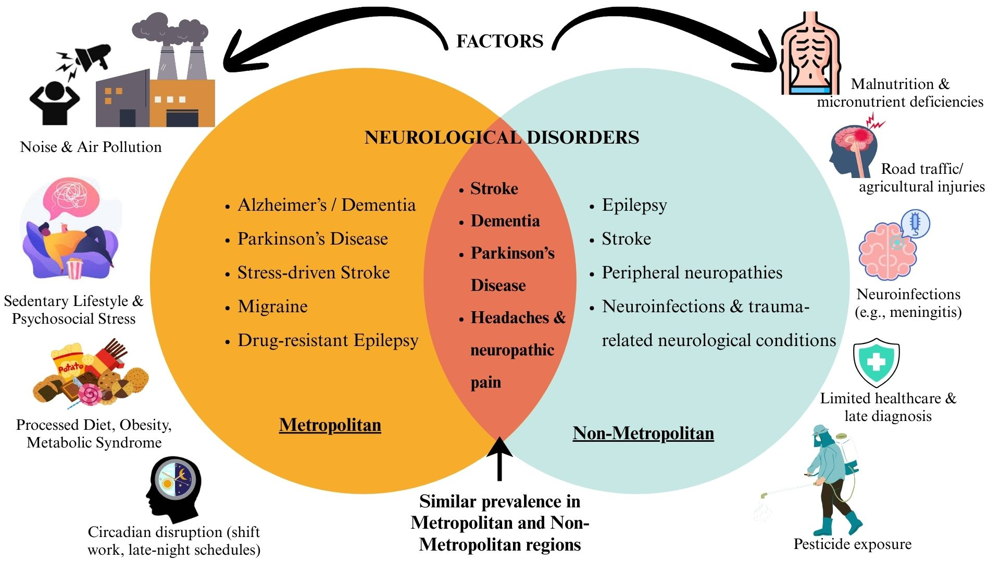 FACTORS
Noise & Air Pollution
Sedentary Lifestyle &
Psychosocial Stress
Potato
Processed Diet, Obesity,
Metabolic Syndrome
Circadian disruption (shift
work, late-night schedules)
NEUROLOGICAL DISORDERS
• Alzheimer’s / Dementia
• Parkinson’s Disease
• Stress-driven Stroke
• Migraine
• Drug-resistant Epilepsy
Metropolitan
• Stroke
• Dementia
• Parkinson’s
Disease
• Headaches &
neuropathic
pain
• Epilepsy
• Stroke
• Peripheral neuropathies
• Neuroinfections & trauma-
related neurological conditions
Non-Metropolitan
Similar prevalence in
Metropolitan and Non-
Metropolitan regions
Malnutrition &
micronutrient deficiencies
Road traffic/
agricultural injuries
Neuroinfections
(e.g., meningitis)
Limited healthcare &
late diagnosis
Pesticide exposure